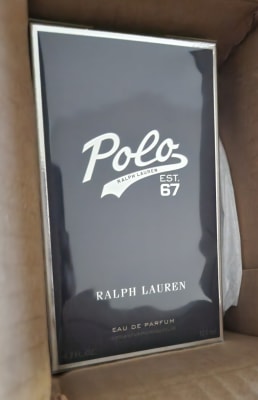 Polo
RALPH LAUREN
EST.
67
RALPH LAUREN
EAU DE PARFUM